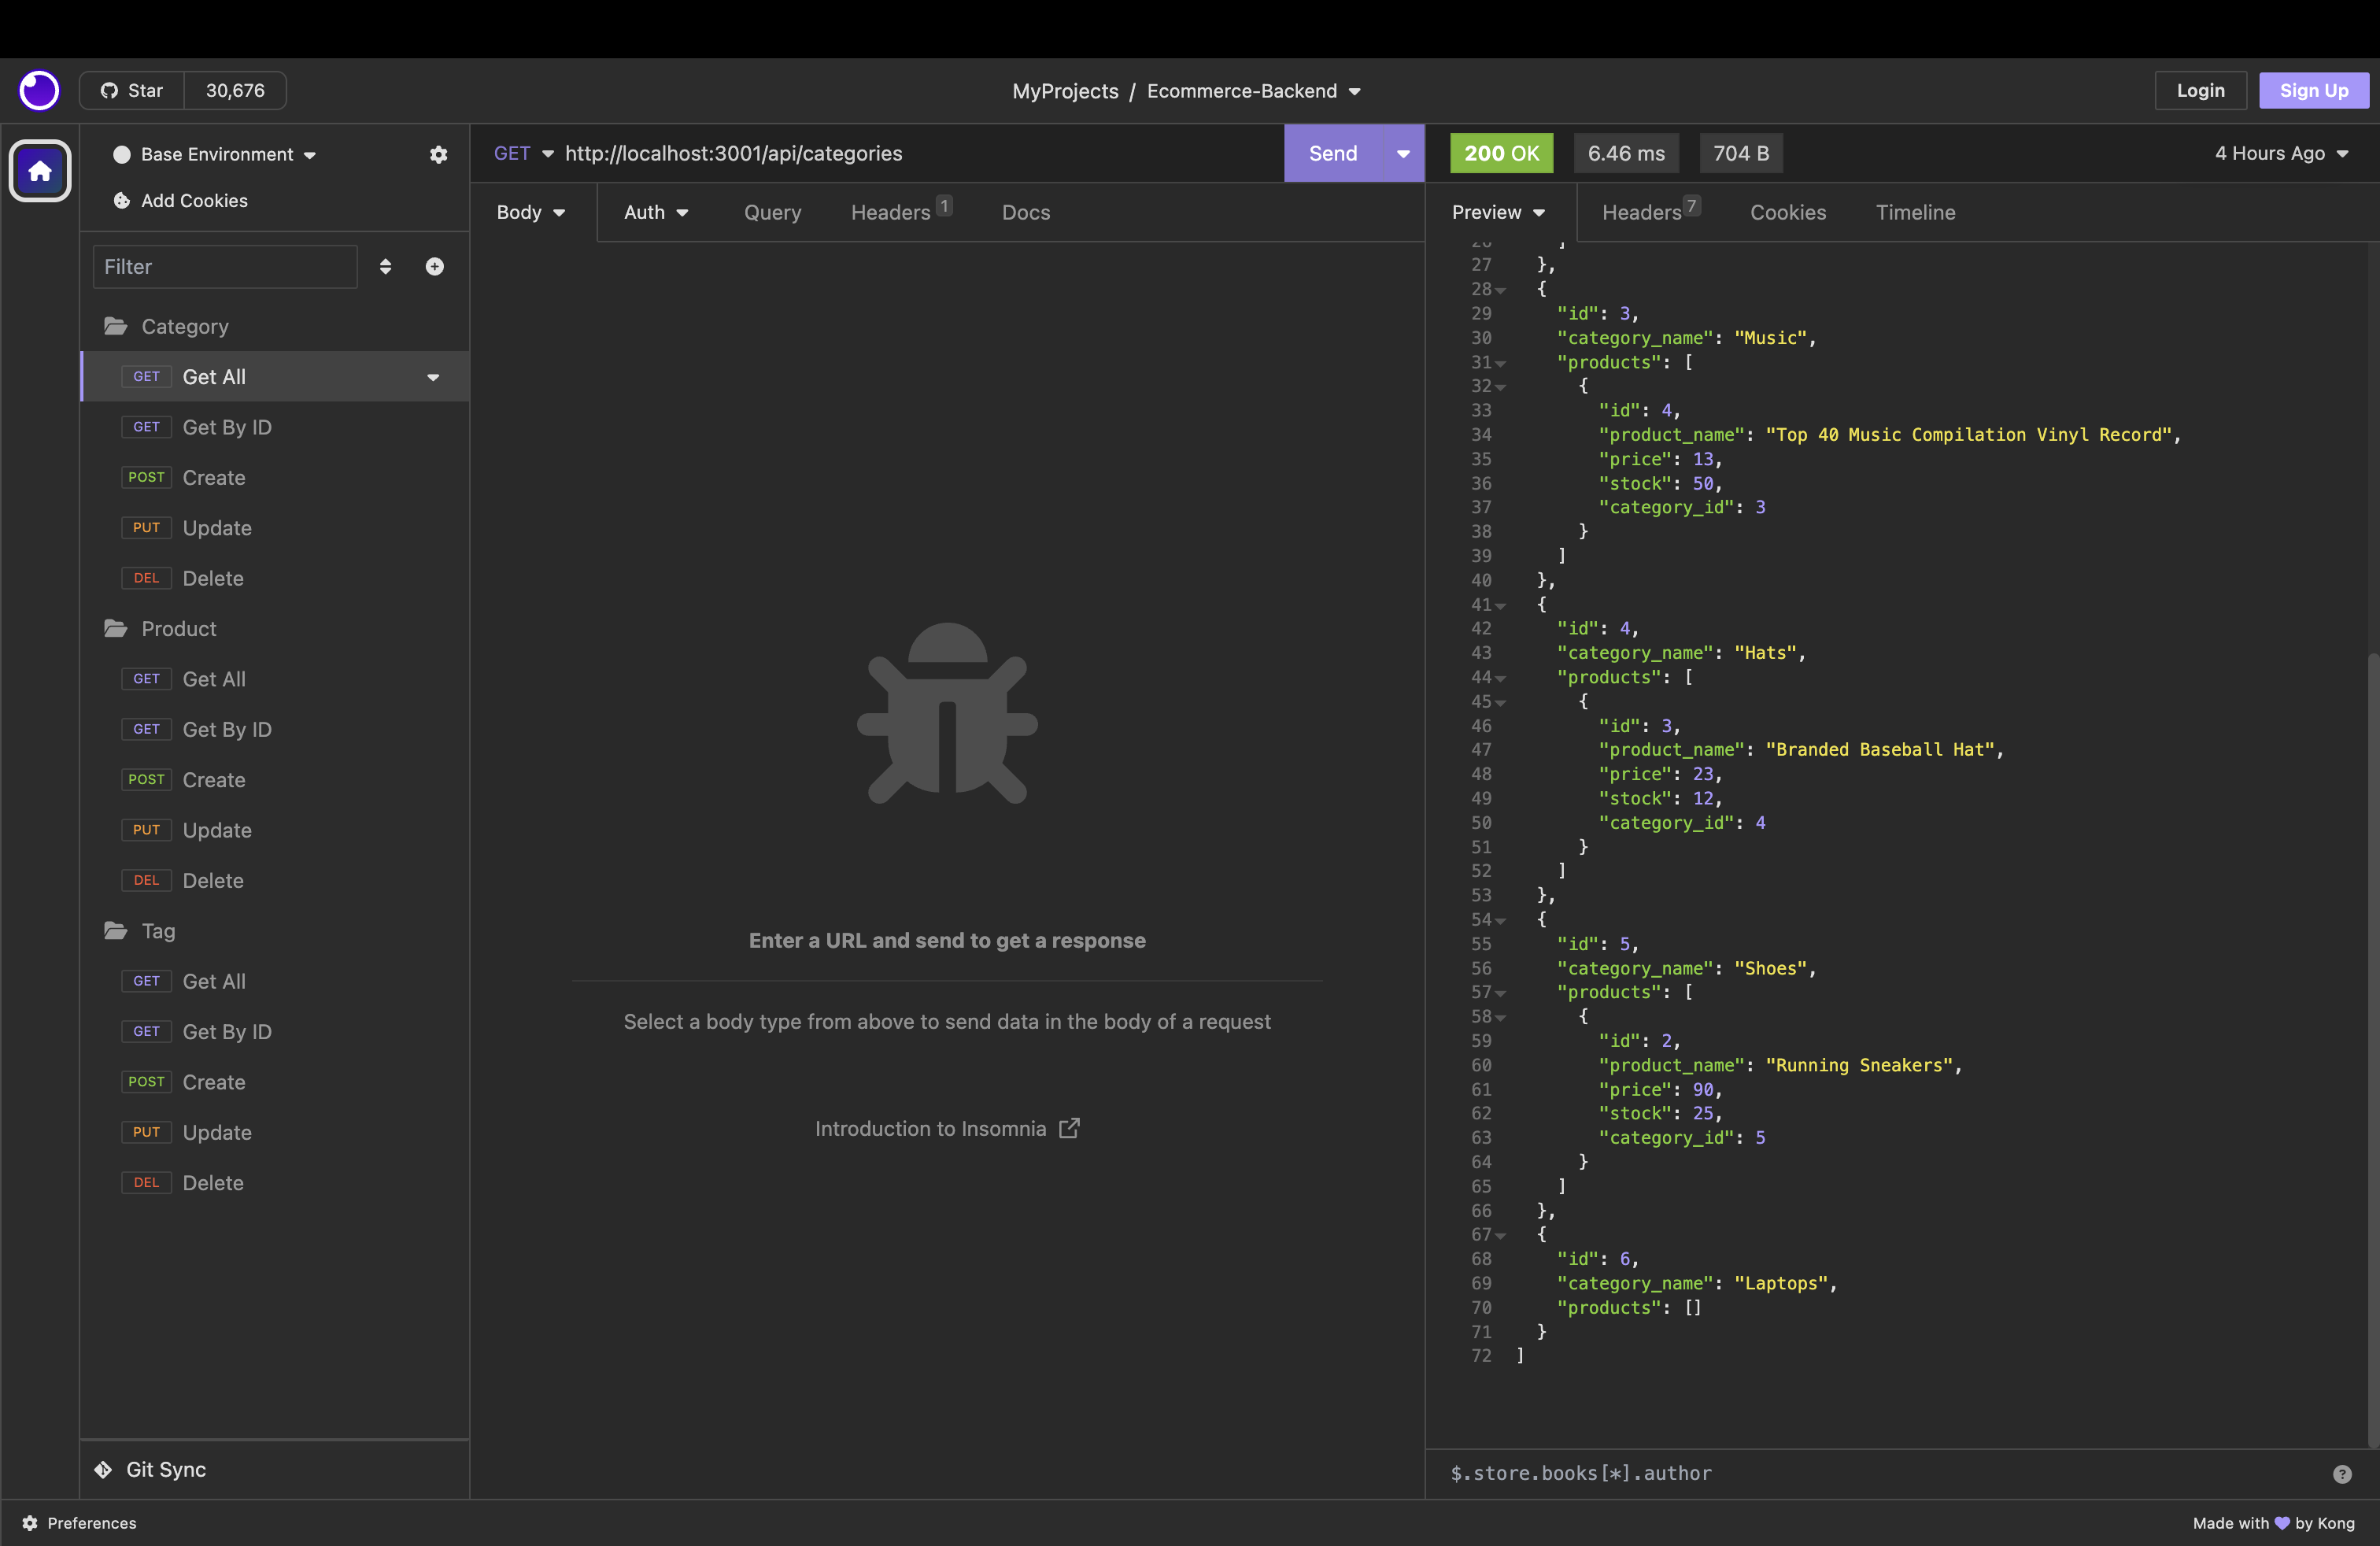 Star 30,676
MyProjects / Ecommerce-Backend
Login Sign Up
Base Environment
Add Cookies
Filter
Category
GET Get All
GET Get By ID
POST Create
PUT Update
DEL Delete
Product
GET Get All
GET Get By ID
POST Create
PUT Update
DEL Delete
Tag
GET Get All
GET Get By ID
POST Create
PUT Update
DEL Delete
Git Sync
GET http://localhost:3001/api/categories Send
Body Auth Query Headers 1 Docs
Enter a URL and send to get a response
Select a body type from above to send data in the body of a request
Introduction to Insomnia
200 OK 6.46 ms 704 B 4 Hours Ago
Preview Headers 7 Cookies Timeline
26 ]
27 },
28 {
29 "id": 3,
30 "category_name": "Music",
31 "products": [
32 {
33 "id": 4,
34 "product_name": "Top 40 Music Compilation Vinyl Record",
35 "price": 13,
36 "stock": 50,
37 "category_id": 3
38 }
39 ]
40 },
41 {
42 "id": 4,
43 "category_name": "Hats",
44 "products": [
45 {
46 "id": 3,
47 "product_name": "Branded Baseball Hat",
48 "price": 23,
49 "stock": 12,
50 "category_id": 4
51 }
52 ]
53 },
54 {
55 "id": 5,
56 "category_name": "Shoes",
57 "products": [
58 {
59 "id": 2,
60 "product_name": "Running Sneakers",
61 "price": 90,
62 "stock": 25,
63 "category_id": 5
64 }
65 ]
66 },
67 {
68 "id": 6,
69 "category_name": "Laptops",
70 "products": []
71 }
72 ]
$.store.books[*].author
Preferences
Made with 💜 by Kong